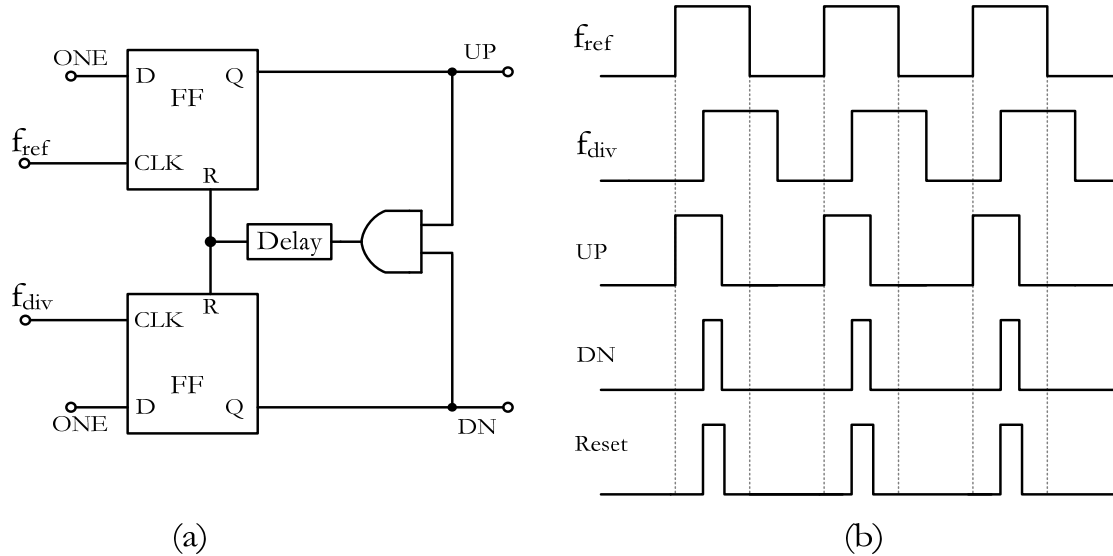 ONE
D
Q
UP
FF
f_ref
CLK
R
Delay
f_div
R
CLK
FF
D
Q
ONE
DN
(a)
f_ref
f_div
UP
DN
Reset
(b)